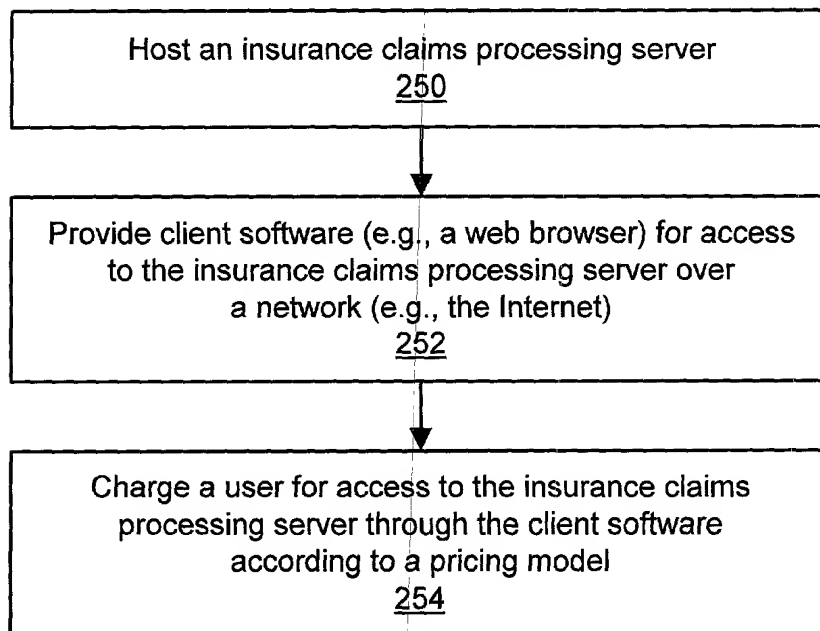 Host an insurance claims processing server
250
Provide client software (e.g., a web browser) for access
to the insurance claims processing server over
a network (e.g., the Internet)
252
Charge a user for access to the insurance claims
processing server through the client software
according to a pricing model
254